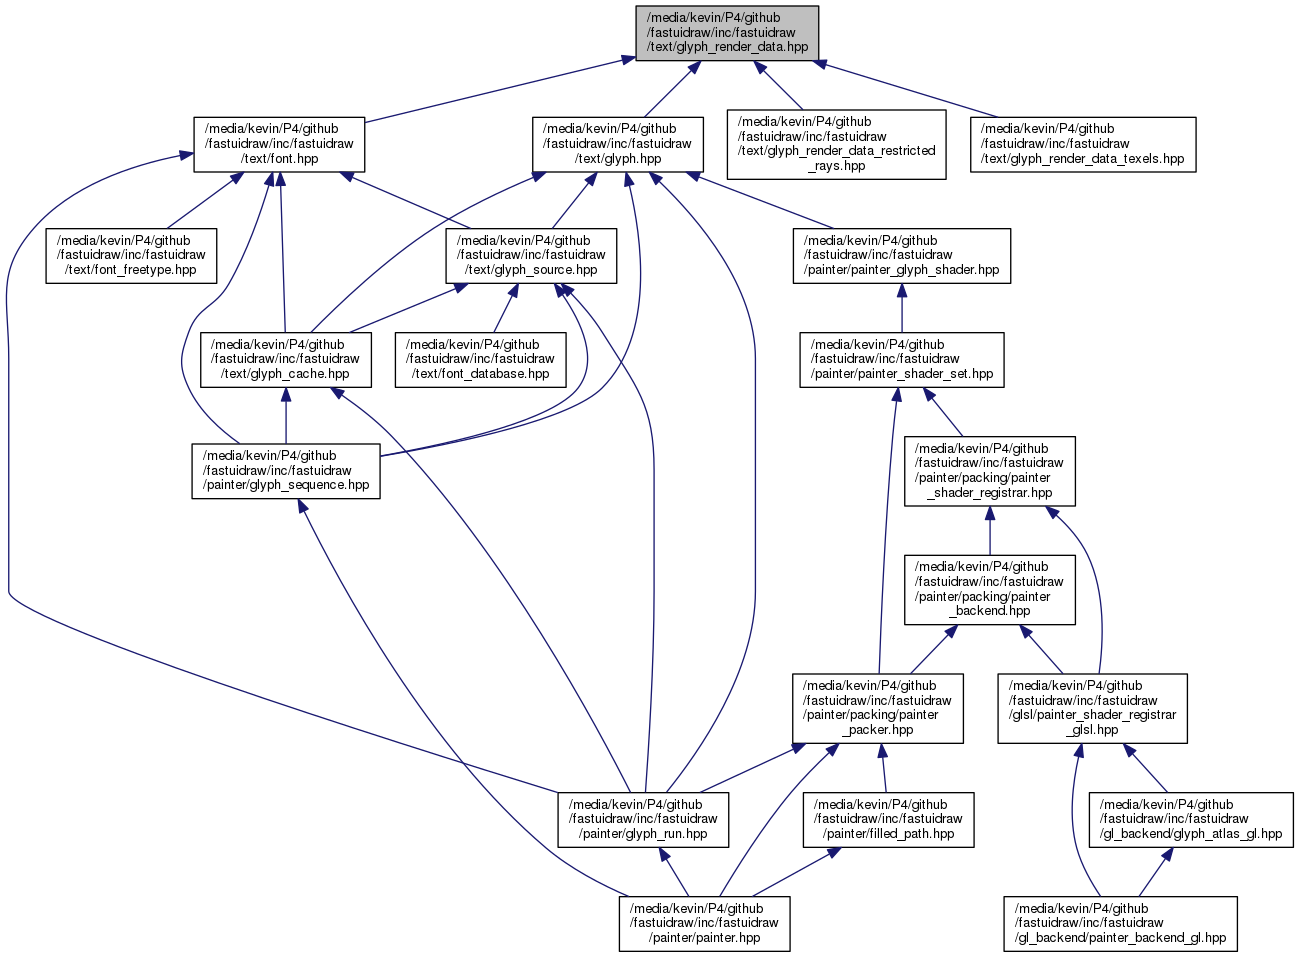 /media/kevin/P4/github
/fastuidraw/inc/fastuidraw
/text/glyph_render_data.hpp
/media/kevin/P4/github
/fastuidraw/inc/fastuidraw
/text/font.hpp
/media/kevin/P4/github
/fastuidraw/inc/fastuidraw
/text/glyph.hpp
/media/kevin/P4/github
/fastuidraw/inc/fastuidraw
/text/glyph_render_data_restricted
_rays.hpp
/media/kevin/P4/github
/fastuidraw/inc/fastuidraw
/text/glyph_render_data_texels.hpp
/media/kevin/P4/github
/fastuidraw/inc/fastuidraw
/text/font_freetype.hpp
/media/kevin/P4/github
/fastuidraw/inc/fastuidraw
/text/glyph_source.hpp
/media/kevin/P4/github
/fastuidraw/inc/fastuidraw
/painter/painter_glyph_shader.hpp
/media/kevin/P4/github
/fastuidraw/inc/fastuidraw
/text/glyph_cache.hpp
/media/kevin/P4/github
/fastuidraw/inc/fastuidraw
/text/font_database.hpp
/media/kevin/P4/github
/fastuidraw/inc/fastuidraw
/painter/painter_shader_set.hpp
/media/kevin/P4/github
/fastuidraw/inc/fastuidraw
/painter/glyph_sequence.hpp
/media/kevin/P4/github
/fastuidraw/inc/fastuidraw
/painter/packing/painter
_shader_registrar.hpp
/media/kevin/P4/github
/fastuidraw/inc/fastuidraw
/painter/packing/painter
_backend.hpp
/media/kevin/P4/github
/fastuidraw/inc/fastuidraw
/painter/packing/painter
_packer.hpp
/media/kevin/P4/github
/fastuidraw/inc/fastuidraw
/glsl/painter_shader_registrar
_glsl.hpp
/media/kevin/P4/github
/fastuidraw/inc/fastuidraw
/painter/glyph_run.hpp
/media/kevin/P4/github
/fastuidraw/inc/fastuidraw
/painter/filled_path.hpp
/media/kevin/P4/github
/fastuidraw/inc/fastuidraw
/gl_backend/glyph_atlas_gl.hpp
/media/kevin/P4/github
/fastuidraw/inc/fastuidraw
/painter/painter.hpp
/media/kevin/P4/github
/fastuidraw/inc/fastuidraw
/gl_backend/painter_backend_gl.hpp